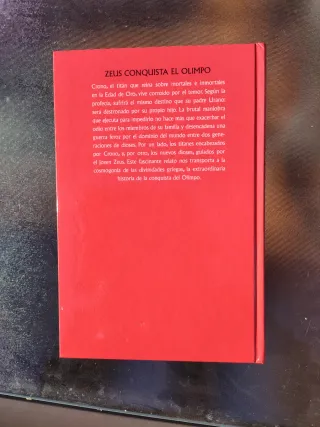 ZEUS CONQUISTA EL OLIMPO
Crono, el titán que reina sobre mortales e inmortales
en la Edad de Oro, vive corroído por el temor. Según la
profecía, sufrirá el mismo destino que su padre Urano:
será destronado por su propio hijo. La brutal maniobra
que ejecuta para impedirlo no hace más que exacerbar el
odio entre los miembros de su familia y desencadena una
guerra feroz por el dominio del mundo entre dos gene-
raciones de dioses. Por un lado, los titanes encabezados
por Crono, y, por otro, los nuevos dioses, guiados por
el joven Zeus. Este fascinante relato nos transporta a la
cosmogonía de las divinidades griegas, la extraordinaria
historia de la conquista del Olimpo.